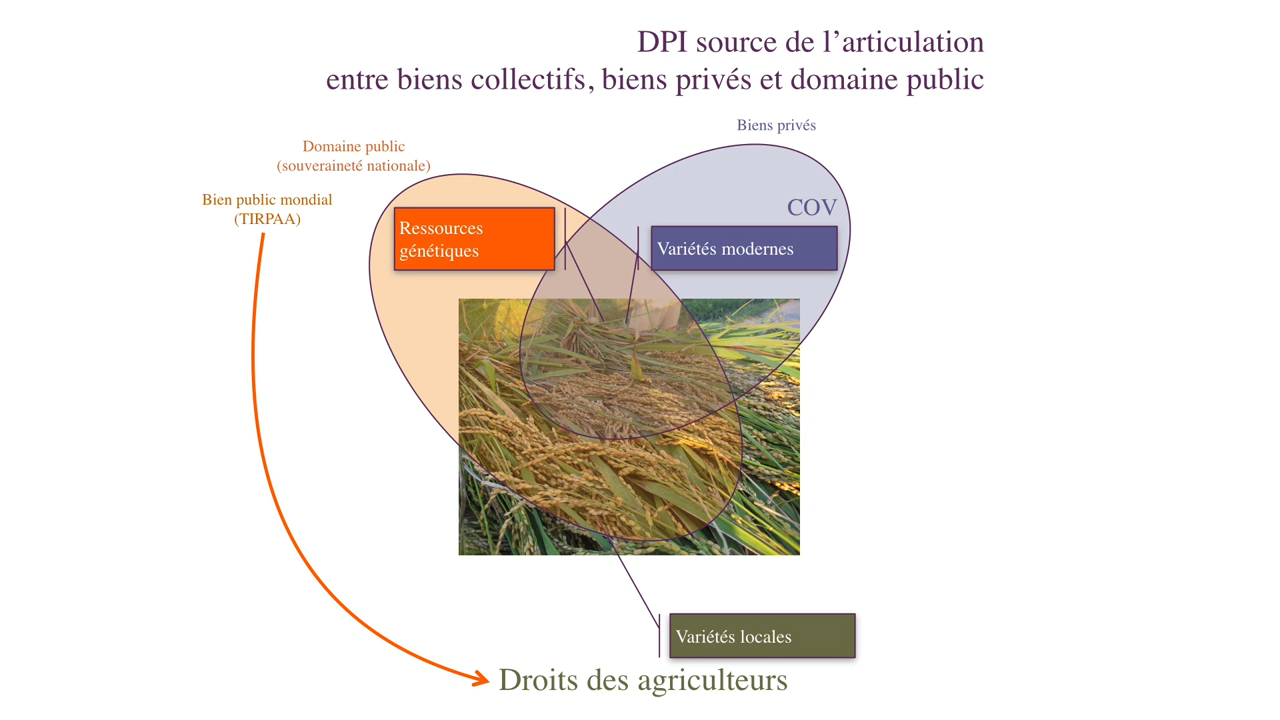 DPI source de l’articulation
entre biens collectifs, biens privés et domaine public
Biens privés
Domaine public
(souveraineté nationale)
Bien public mondial
(TIRPAA)
COV
Ressources
génétiques
Variétés modernes
Variétés locales
Droits des agriculteurs